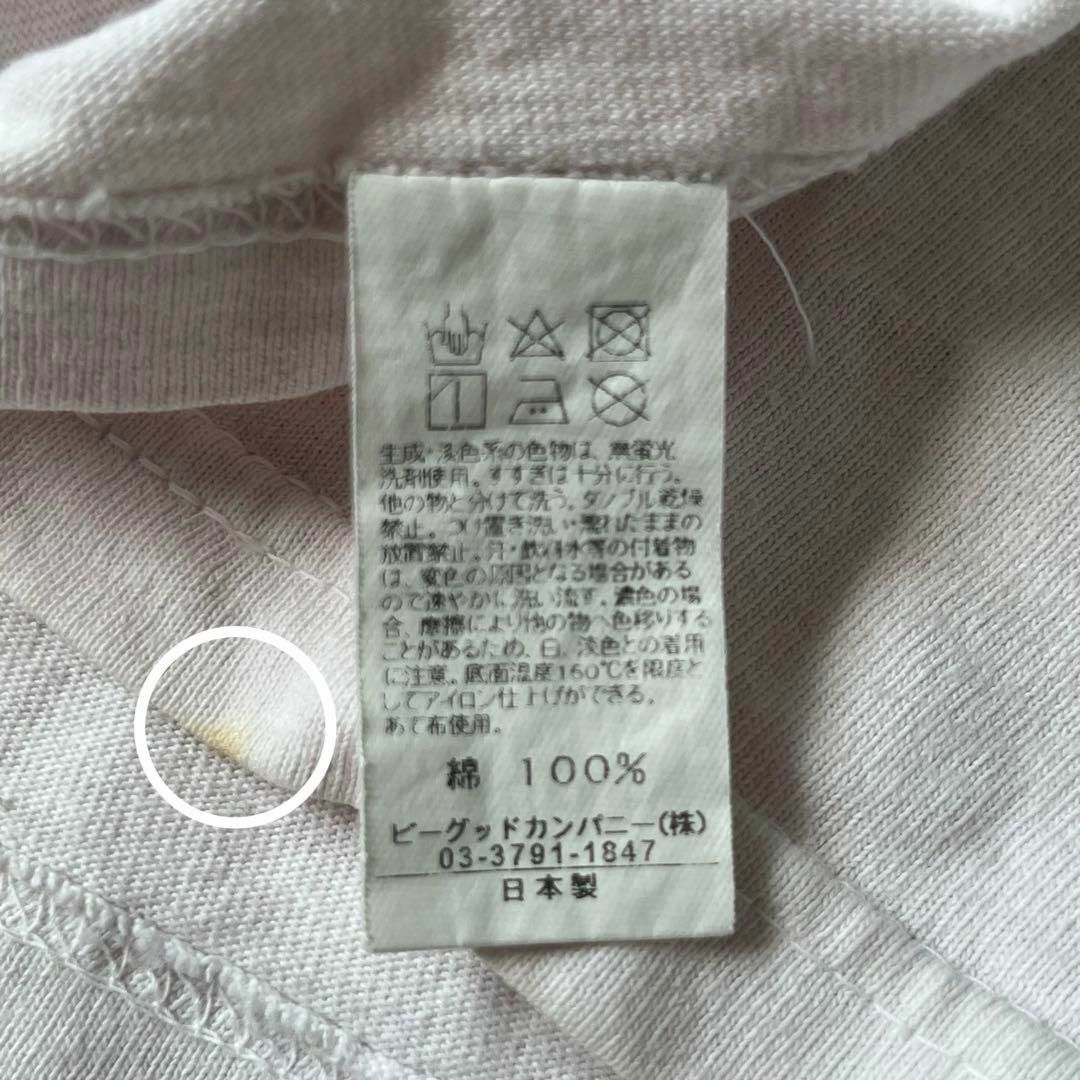 生成・淡色系の色物は、無蛍光
洗剤使用。すすぎは十分に行う。
他の物と分けて洗う。タンブル乾燥
禁止。つけ置き洗い・濡れたままの
放置禁止。汗・飲料水等の付着物
は、変色の原因となる場合がある
ので速やかに洗い流す。濃色の場
合、摩擦により他の物へ色移りする
ことがあるため、白、淡色との着用
に注意。底面温度160℃を限度と
してアイロン仕上げができる。
あて布使用。
綿 100%
ビーグッドカンパニー(株)
03-3791-1847
日本製